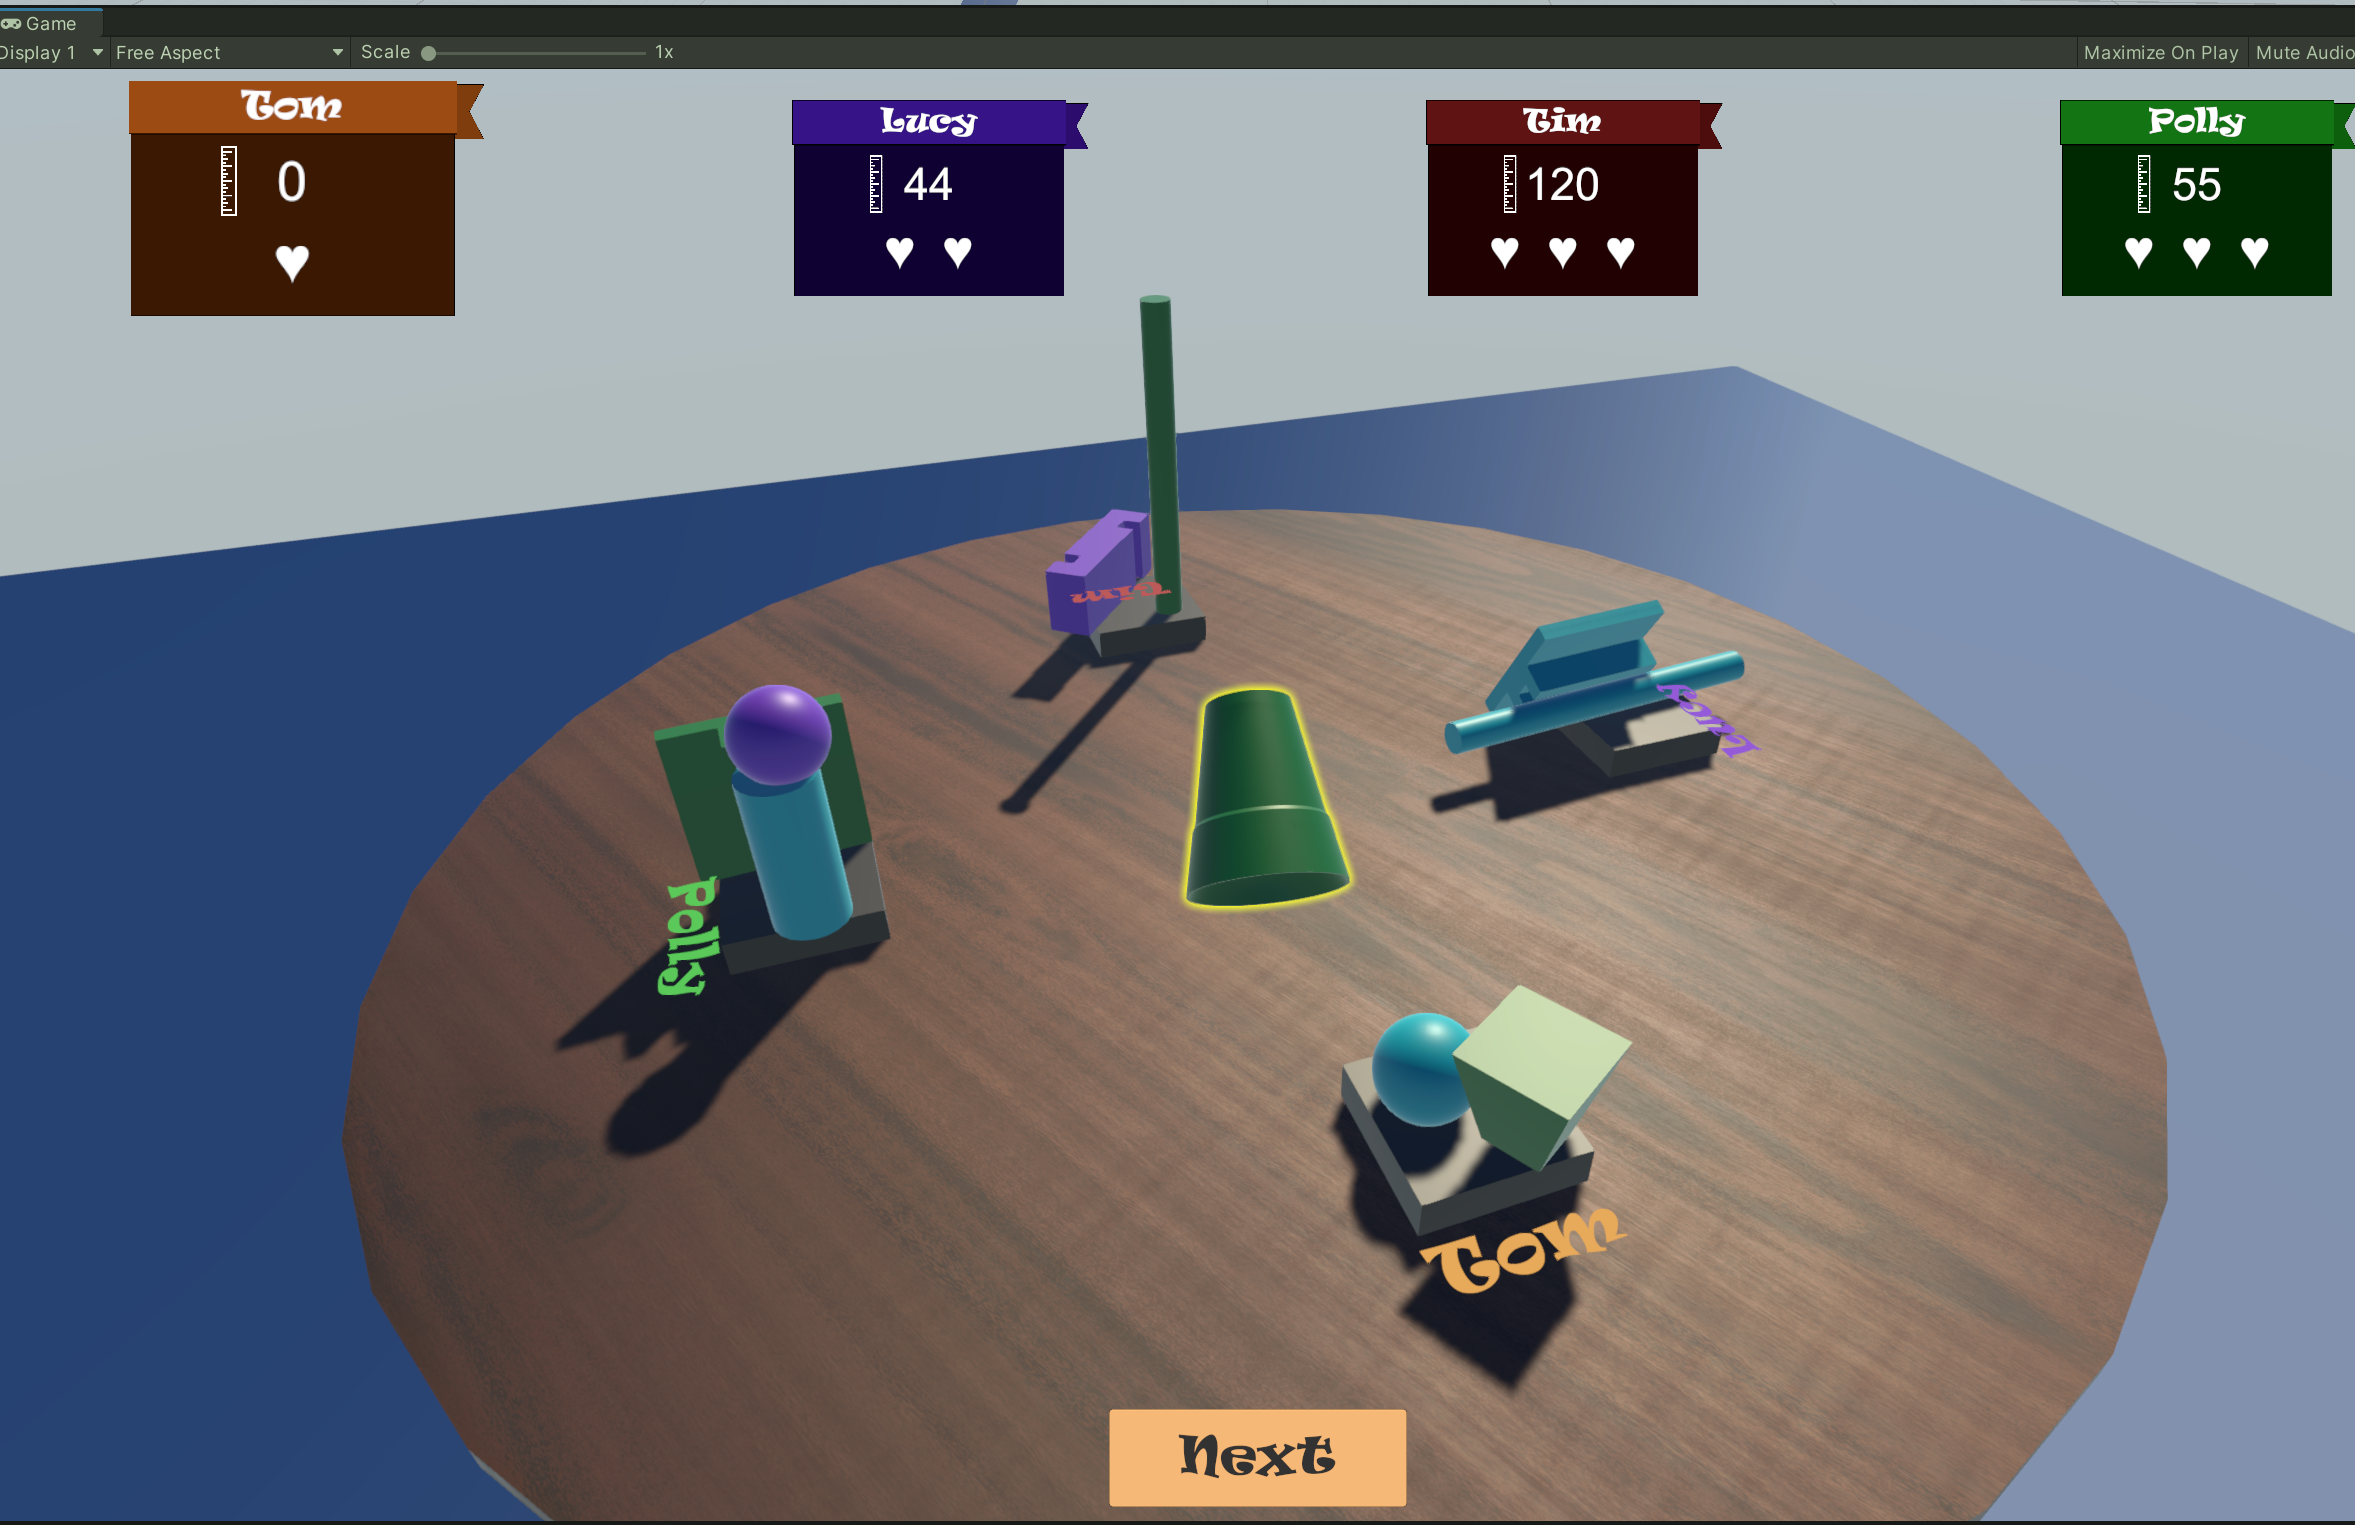 Game
Display 1
Free Aspect
Scale
1x
Maximize On Play
Mute Audio
Tom
0
Lucy
44
Tim
120
Polly
55
Tim
Lucy
Polly
Tom
Next